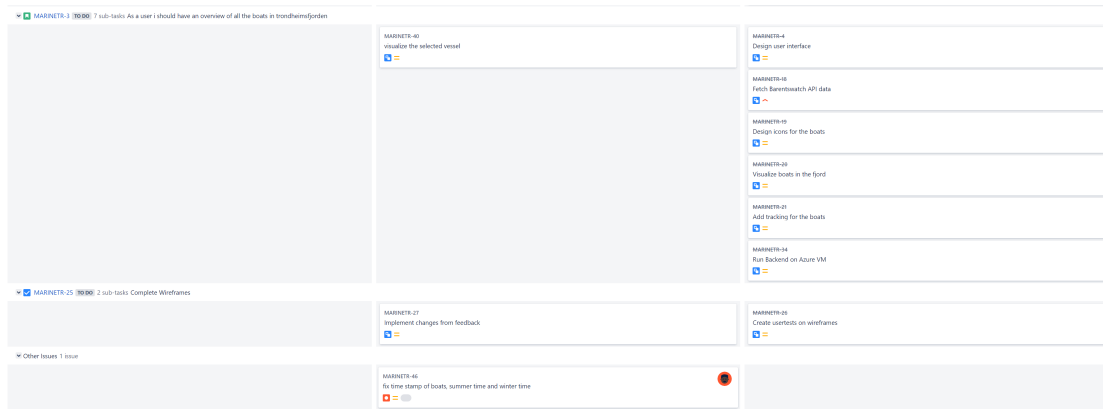 MARINETR-3 TO DO 7 sub-tasks As a user i should have an overview of all the boats in trondheimsfjorden
MARINETR-40
visualize the selected vessel
MARINETR-4
Design user interface
MARINETR-18
Fetch Barentswatch API data
MARINETR-19
Design icons for the boats
MARINETR-20
Visualize boats in the fjord
MARINETR-21
Add tracking for the boats
MARINETR-34
Run Backend on Azure VM
MARINETR-25 TO DO 2 sub-tasks Complete Wireframes
MARINETR-27
Implement changes from feedback
MARINETR-26
Create usertests on wireframes
Other Issues 1 issue
MARINETR-46
fix time stamp of boats, summer time and winter time